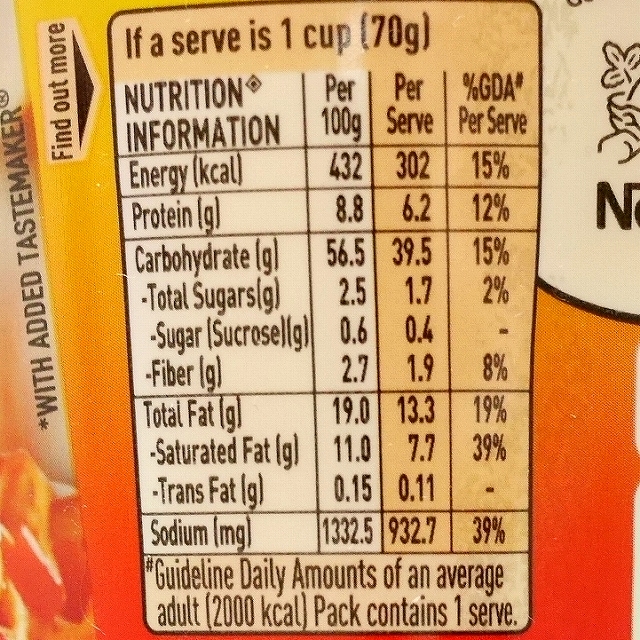 Find out more
*WITH ADDED TASTEMAKER®
If a serve is 1 cup (70g)
NUTRITION INFORMATION Per 100g Per Serve %GDA# Per Serve
Energy (kcal) 432 302 15%
Protein (g) 8.8 6.2 12%
Carbohydrate (g) 56.5 39.5 15%
-Total Sugars(g) 2.5 1.7 2%
-Sugar (Sucrose)(g) 0.6 0.4 -
-Fiber (g) 2.7 1.9 8%
Total Fat (g) 19.0 13.3 19%
-Saturated Fat (g) 11.0 7.7 39%
-Trans Fat (g) 0.15 0.11 -
Sodium (mg) 1332.5 932.7 39%
#Guideline Daily Amounts of an average
adult (2000 kcal) Pack contains 1 serve.